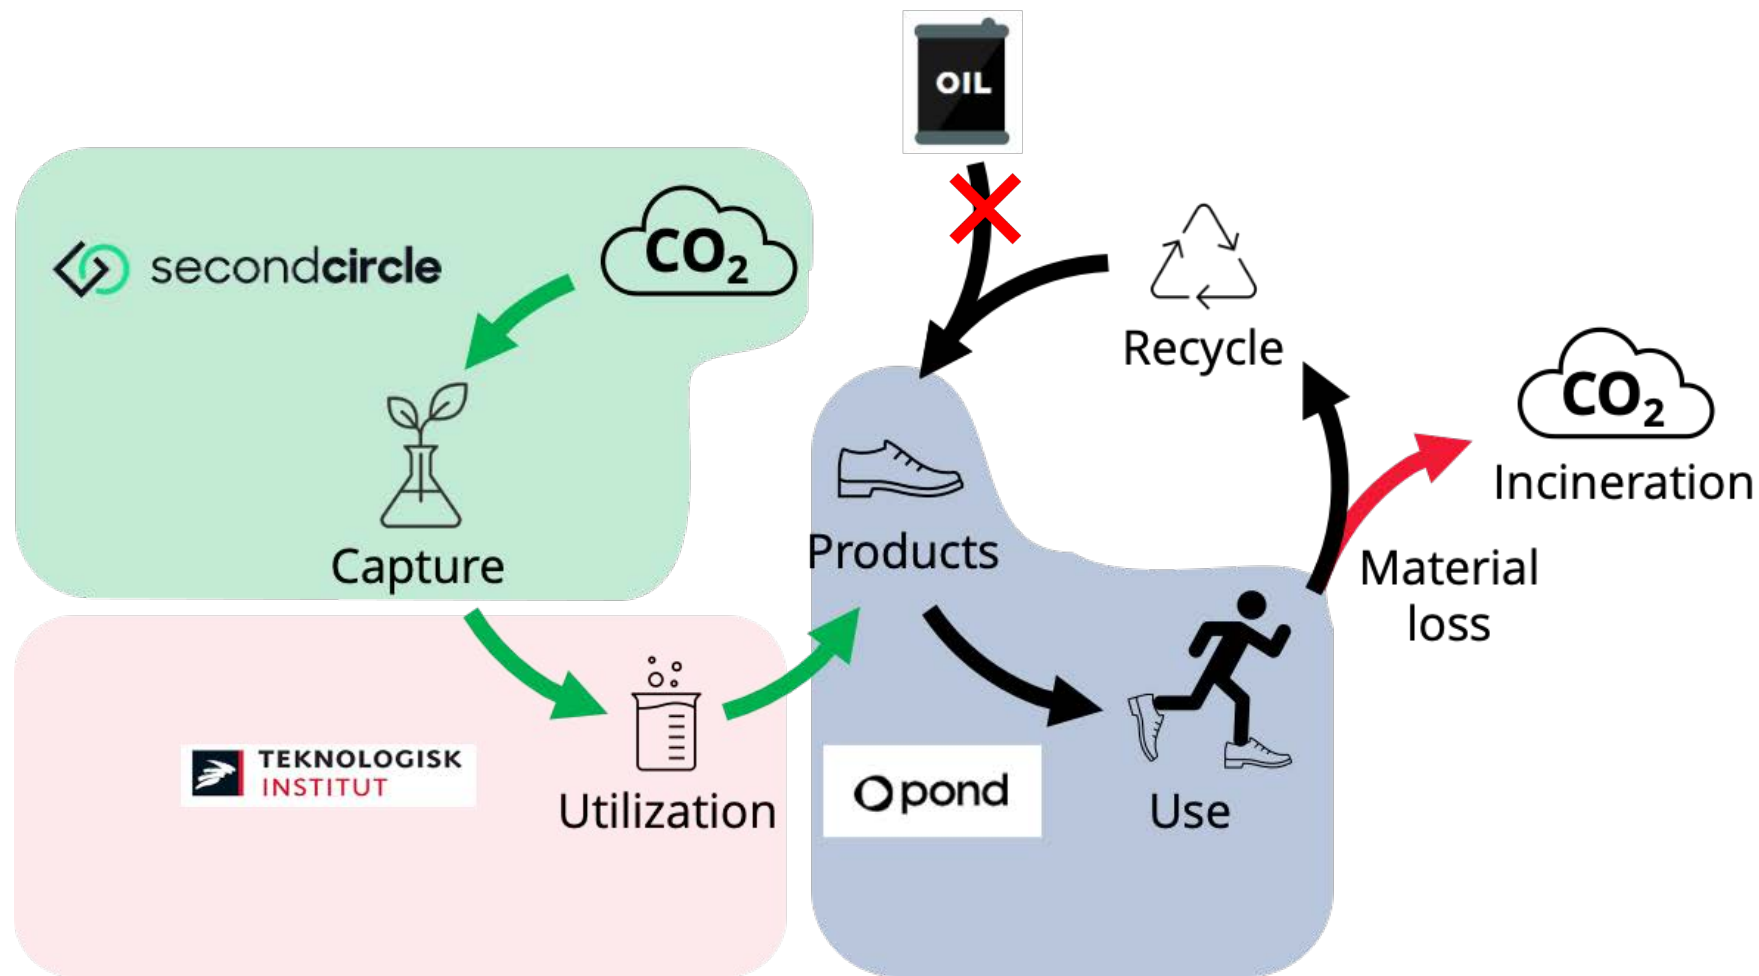 OIL
secondcircle
CO₂
Recycle
CO₂
Incineration
Capture
Products
Material
loss
TEKNOLOGISK
INSTITUT
Utilization
pond
Use